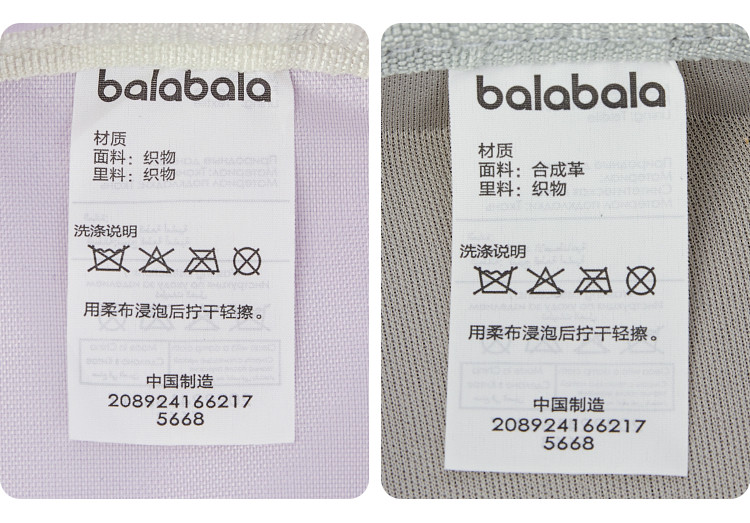 balabala
材质
面料：织物
里料：织物
洗涤说明
用柔布浸泡后拧干轻擦。
中国制造
208924166217
5668
balabala
材质
面料：合成革
里料：织物
洗涤说明
用柔布浸泡后拧干轻擦。
中国制造
208924166217
5668